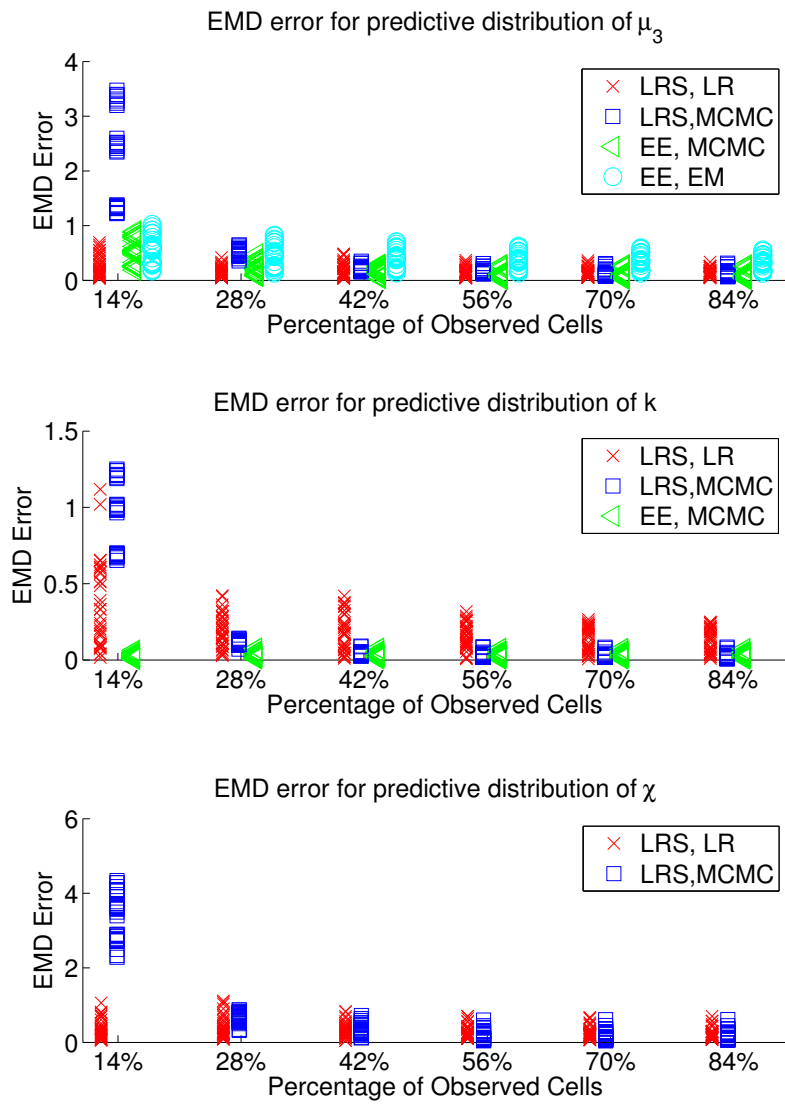 EMD error for predictive distribution of μ_3
EMD Error
4
3
2
1
0
LRS, LR
LRS,MCMC
EE, MCMC
EE, EM
14% 28% 42% 56% 70% 84%
Percentage of Observed Cells
EMD error for predictive distribution of k
EMD Error
1.5
1
0.5
0
LRS, LR
LRS,MCMC
EE, MCMC
14% 28% 42% 56% 70% 84%
Percentage of Observed Cells
EMD error for predictive distribution of χ
EMD Error
6
4
2
0
LRS, LR
LRS,MCMC
14% 28% 42% 56% 70% 84%
Percentage of Observed Cells